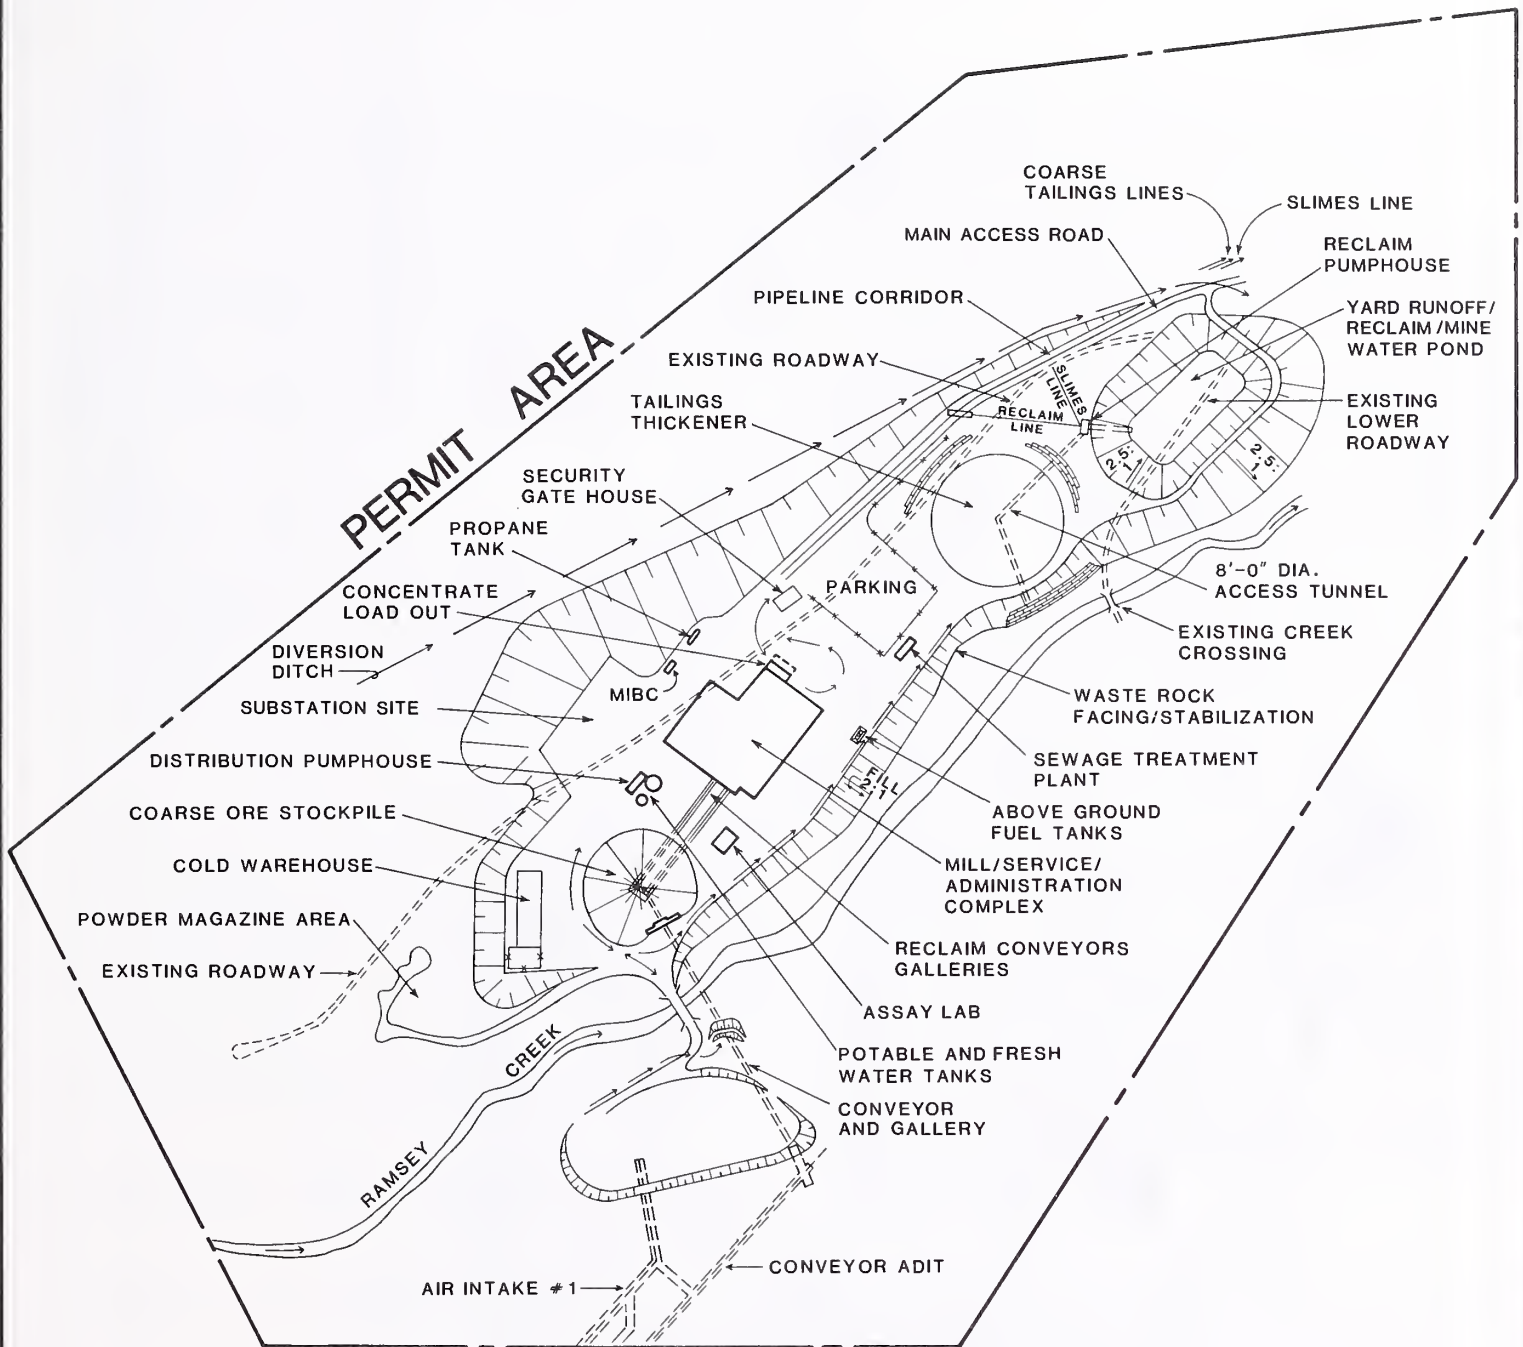 COARSE
TAILINGS LINES
SLIMES LINE
MAIN ACCESS ROAD
RECLAIM
PUMPHOUSE
PIPELINE CORRIDOR
YARD RUNOFF/
RECLAIM/MINE
WATER POND
PERMIT AREA
EXISTING ROADWAY
SLIMES
LINE
RECLAIM
LINE
TAILINGS
THICKENER
EXISTING
LOWER
ROADWAY
2.5:
1
2.5:
1
SECURITY
GATE HOUSE
PROPANE
TANK
CONCENTRATE
LOAD OUT
PARKING
8'-0" DIA.
ACCESS TUNNEL
EXISTING CREEK
CROSSING
DIVERSION
DITCH
MIBC
SUBSTATION SITE
WASTE ROCK
FACING/STABILIZATION
DISTRIBUTION PUMPHOUSE
SEWAGE TREATMENT
PLANT
FILL
2:1
COARSE ORE STOCKPILE
ABOVE GROUND
FUEL TANKS
COLD WAREHOUSE
MILL/SERVICE/
ADMINISTRATION
COMPLEX
POWDER MAGAZINE AREA
RECLAIM CONVEYORS
GALLERIES
EXISTING ROADWAY
ASSAY LAB
POTABLE AND FRESH
WATER TANKS
RAMSEY CREEK
CONVEYOR
AND GALLERY
CONVEYOR ADIT
AIR INTAKE #1